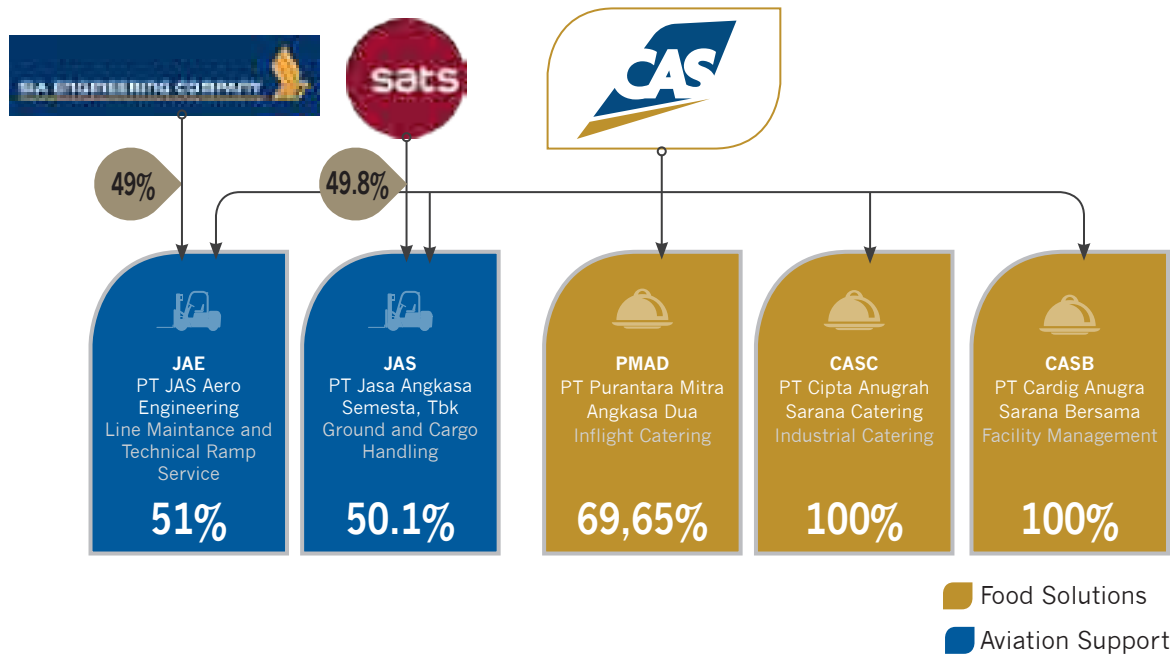 SIA ENGINEERING COMPANY
sats
CAS
49%
49.8%
JAE
PT JAS Aero
Engineering
Line Maintance and
Technical Ramp
Service
51%
JAS
PT Jasa Angkasa
Semesta, Tbk
Ground and Cargo
Handling
50.1%
PMAD
PT Purantara Mitra
Angkasa Dua
Inflight Catering
69,65%
CASC
PT Cipta Anugrah
Sarana Catering
Industrial Catering
100%
CASB
PT Cardig Anugra
Sarana Bersama
Facility Management
100%
Food Solutions
Aviation Support